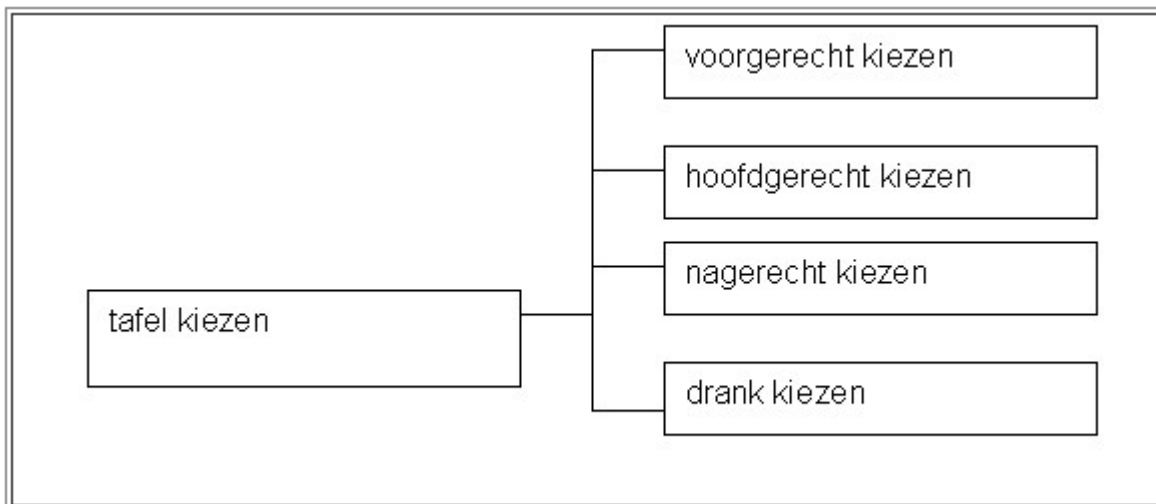 voorgerecht kiezen
hoofdgerecht kiezen
nagerecht kiezen
tafel kiezen
drank kiezen